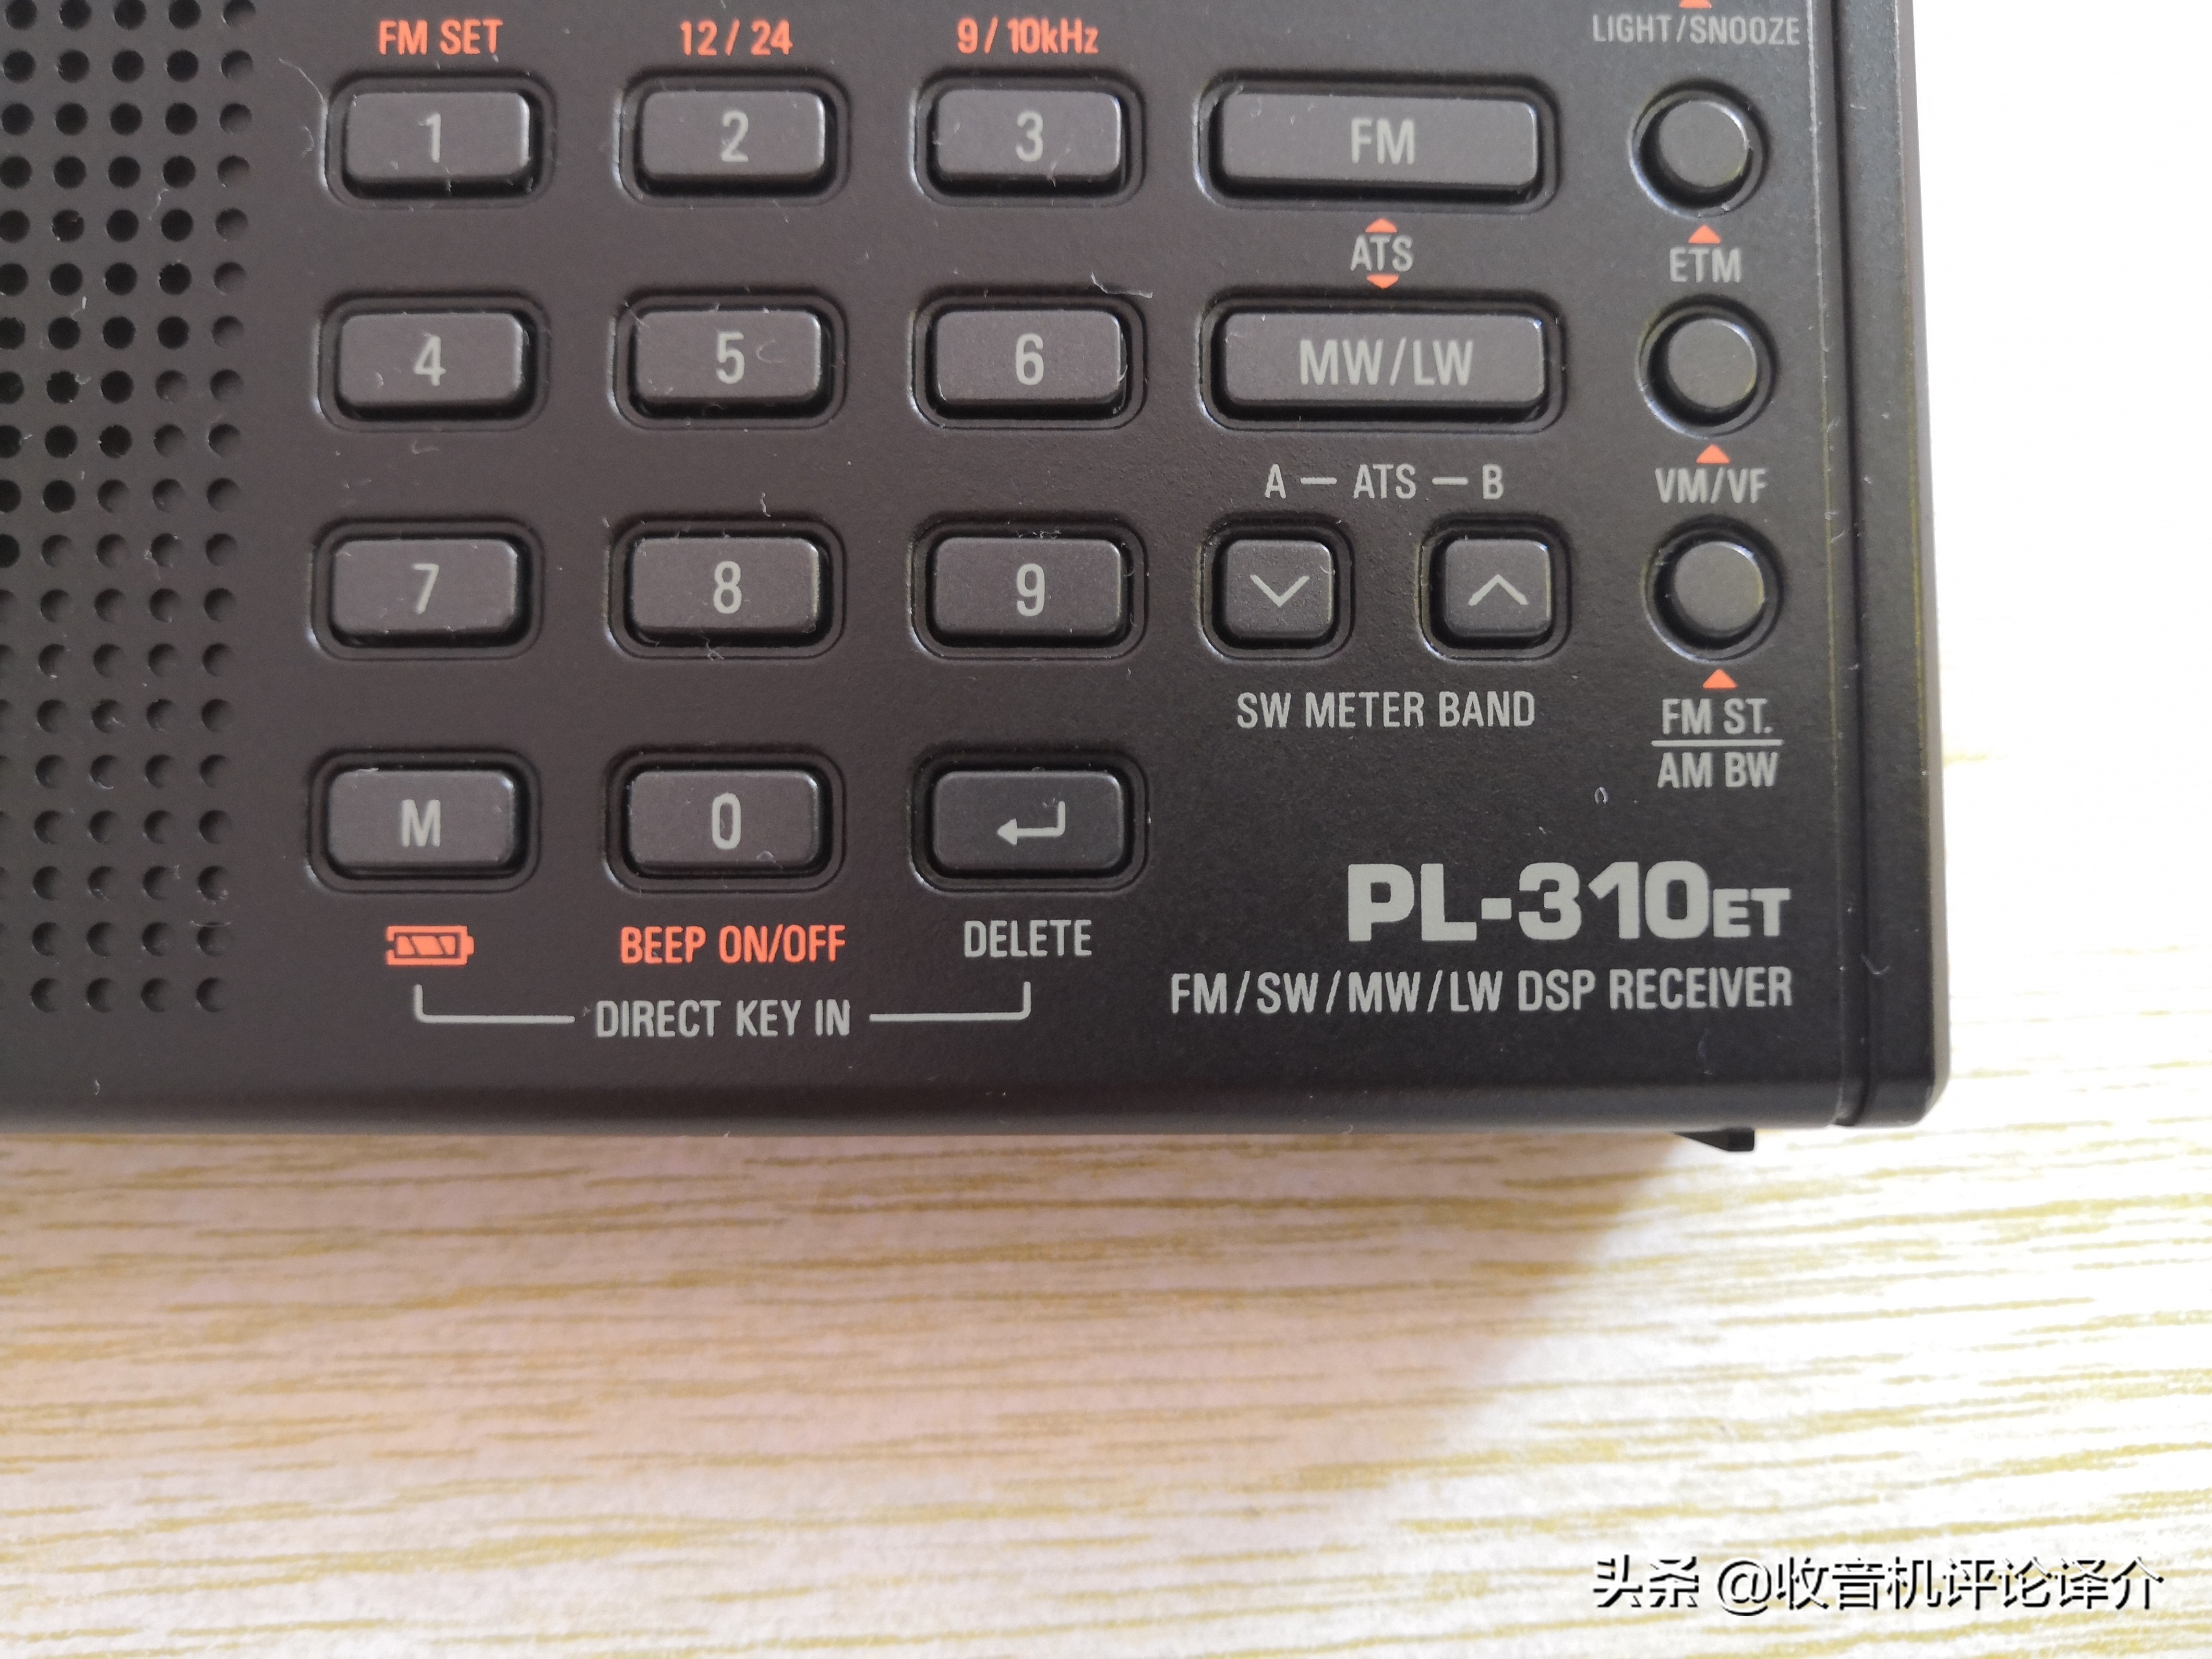 LIGHT/SNOOZE
FM SET 12/24 9/10kHz
1 2 3 FM
ATS ETM
4 5 6 MW/LW
A — ATS — B VM/VF
7 8 9
SW METER BAND FM ST.
AM BW
M 0
PL-310ET
BEEP ON/OFF DELETE
FM/SW/MW/LW DSP RECEIVER
DIRECT KEY IN
头条 @收音机评论译介